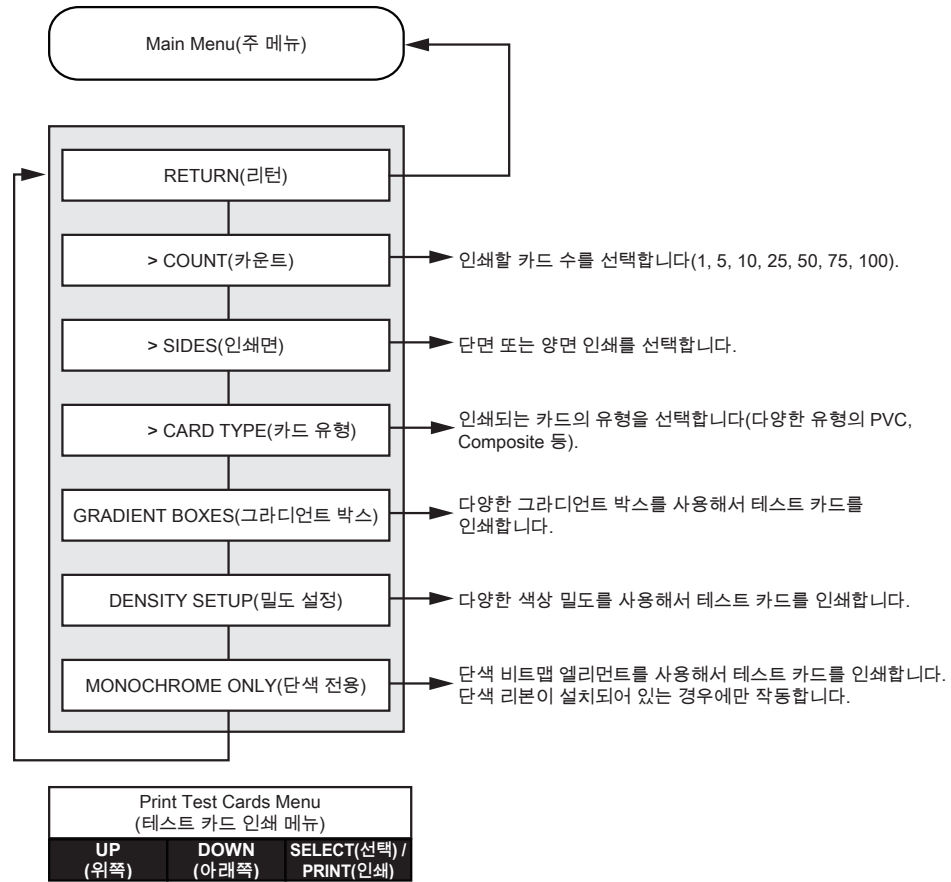 Main Menu(주 메뉴)
RETURN(리턴)
> COUNT(카운트)
인쇄할 카드 수를 선택합니다(1, 5, 10, 25, 50, 75, 100).
> SIDES(인쇄면)
단면 또는 양면 인쇄를 선택합니다.
> CARD TYPE(카드 유형)
인쇄되는 카드의 유형을 선택합니다(다양한 유형의 PVC,
Composite 등).
GRADIENT BOXES(그라디언트 박스)
다양한 그라디언트 박스를 사용해서 테스트 카드를
인쇄합니다.
DENSITY SETUP(밀도 설정)
다양한 색상 밀도를 사용해서 테스트 카드를 인쇄합니다.
MONOCHROME ONLY(단색 전용)
단색 비트맵 엘리먼트를 사용해서 테스트 카드를 인쇄합니다.
단색 리본이 설치되어 있는 경우에만 작동합니다.
Print Test Cards Menu
(테스트 카드 인쇄 메뉴)
UP DOWN SELECT(선택) /
(위쪽) (아래쪽) PRINT(인쇄)